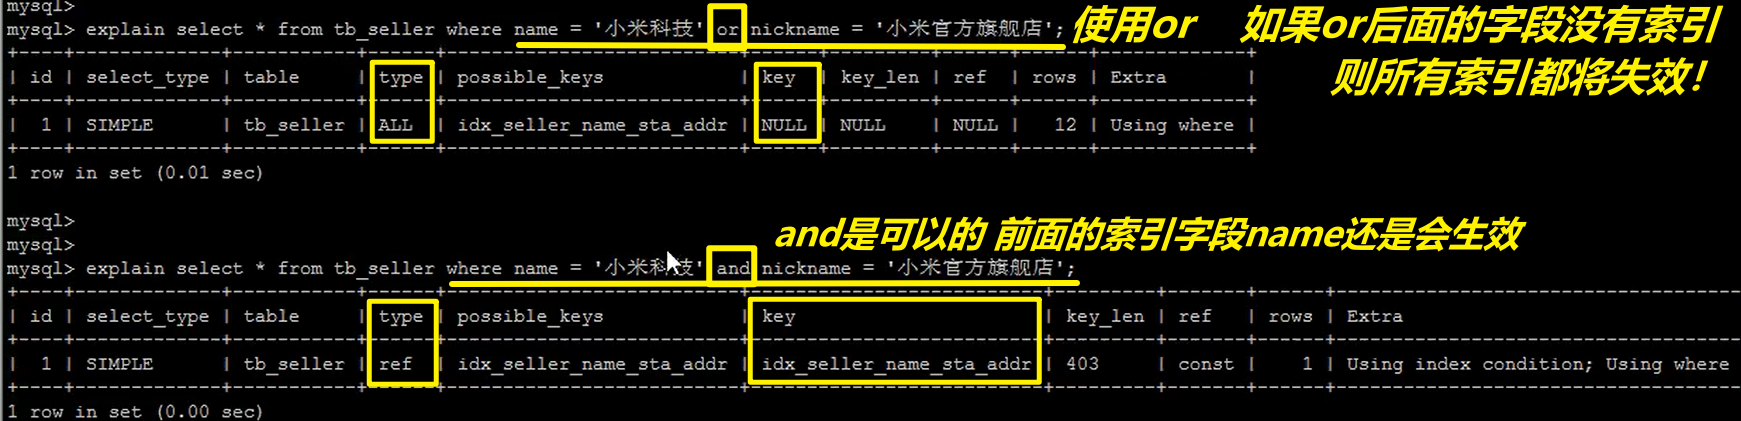 mysql>
mysql> explain select * from tb_seller where name = '小米科技' or nickname = '小米官方旗舰店'; 使用or 如果or后面的字段没有索引
则所有索引都将失效！
| id | select_type | table | type | possible_keys | key | key_len | ref | rows | Extra |
| 1 | SIMPLE | tb_seller | ALL | idx_seller_name_sta_addr | NULL | NULL | NULL | 12 | Using where |
1 row in set (0.01 sec)
mysql>
and是可以的 前面的索引字段name还是会生效
mysql>
mysql> explain select * from tb_seller where name = '小米科技' and nickname = '小米官方旗舰店';
| id | select_type | table | type | possible_keys | key | key_len | ref | rows | Extra
| 1 | SIMPLE | tb_seller | ref | idx_seller_name_sta_addr | idx_seller_name_sta_addr | 403 | const | 1 | Using index condition; Using where
1 row in set (0.00 sec)